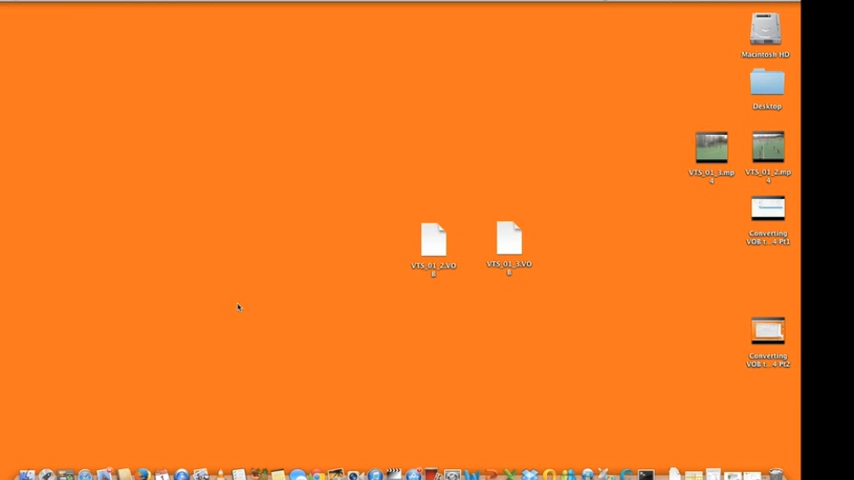 Macintosh HD
Desktop
VTS_01_3.mp
4
VTS_01_2.mp
4
Converting
VOB t...4 Pt1
VTS_01_2.VO
B
VTS_01_3.VO
B
Converting
VOB t...4 Pt2